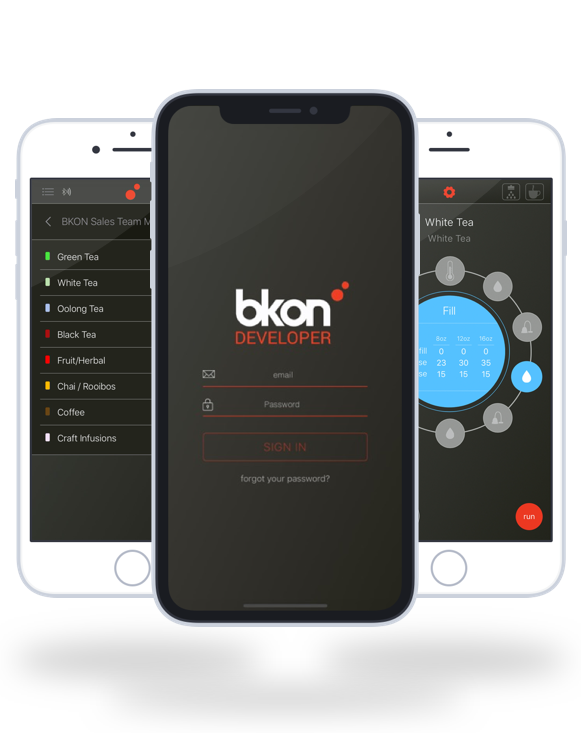 BKON Sales Team M
Green Tea
White Tea
Oolong Tea
Black Tea
Fruit/Herbal
Chai / Rooibos
Coffee
Craft Infusions
bkon
DEVELOPER
email
Password
SIGN IN
forgot your password?
White Tea
White Tea
Fill
8oz 12oz 16oz
fill 0 0 0
se 23 30 35
se 15 15 15
run